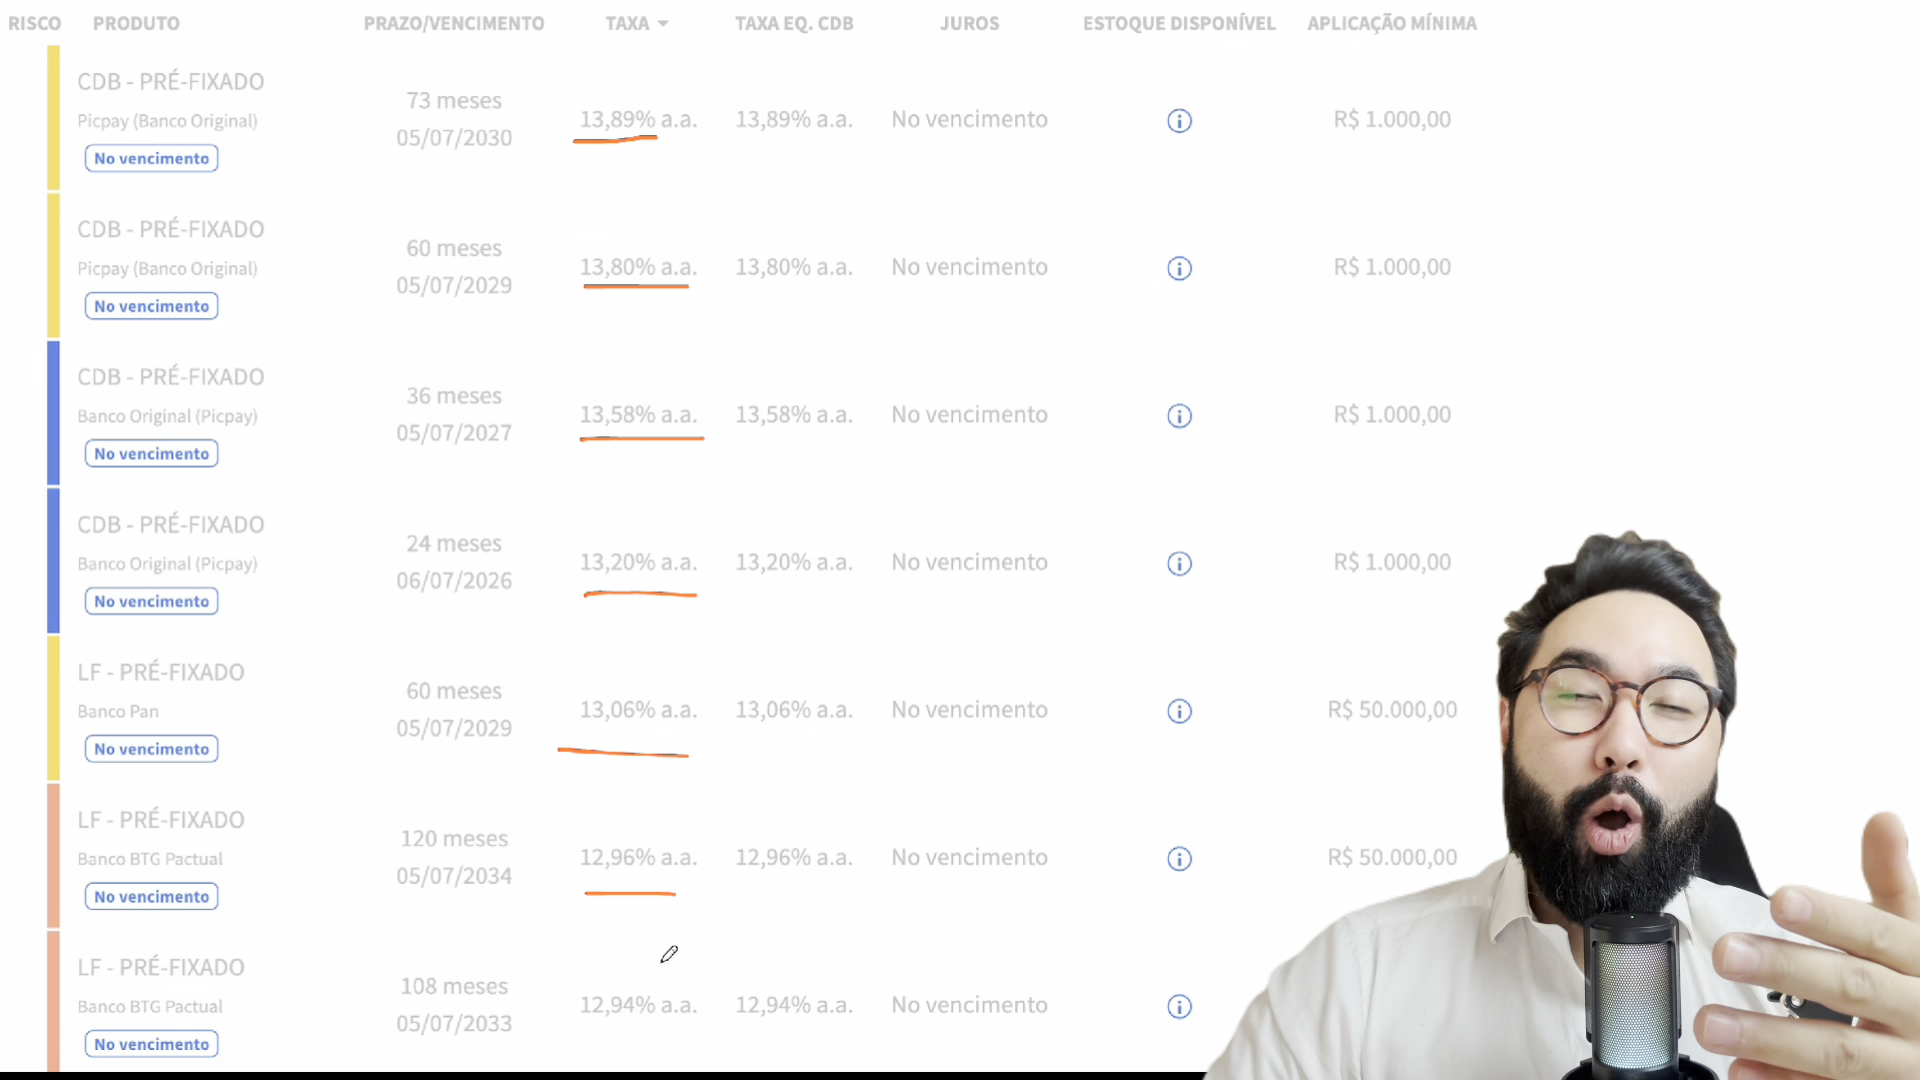 RISCO PRODUTO PRAZO/VENCIMENTO TAXA TAXA EQ. CDB JUROS ESTOQUE DISPONÍVEL APLICAÇÃO MÍNIMA
CDB - PRÉ-FIXADO
Picpay (Banco Original)
No vencimento
73 meses
05/07/2030
13,89% a.a. 13,89% a.a. No vencimento R$ 1.000,00
CDB - PRÉ-FIXADO
Picpay (Banco Original)
No vencimento
60 meses
05/07/2029
13,80% a.a. 13,80% a.a. No vencimento R$ 1.000,00
CDB - PRÉ-FIXADO
Banco Original (Picpay)
No vencimento
36 meses
05/07/2027
13,58% a.a. 13,58% a.a. No vencimento R$ 1.000,00
CDB - PRÉ-FIXADO
Banco Original (Picpay)
No vencimento
24 meses
06/07/2026
13,20% a.a. 13,20% a.a. No vencimento R$ 1.000,00
LF - PRÉ-FIXADO
Banco Pan
No vencimento
60 meses
05/07/2029
13,06% a.a. 13,06% a.a. No vencimento R$ 50.000,00
LF - PRÉ-FIXADO
Banco BTG Pactual
No vencimento
120 meses
05/07/2034
12,96% a.a. 12,96% a.a. No vencimento R$ 50.000,00
LF - PRÉ-FIXADO
Banco BTG Pactual
No vencimento
108 meses
05/07/2033
12,94% a.a. 12,94% a.a. No vencimento